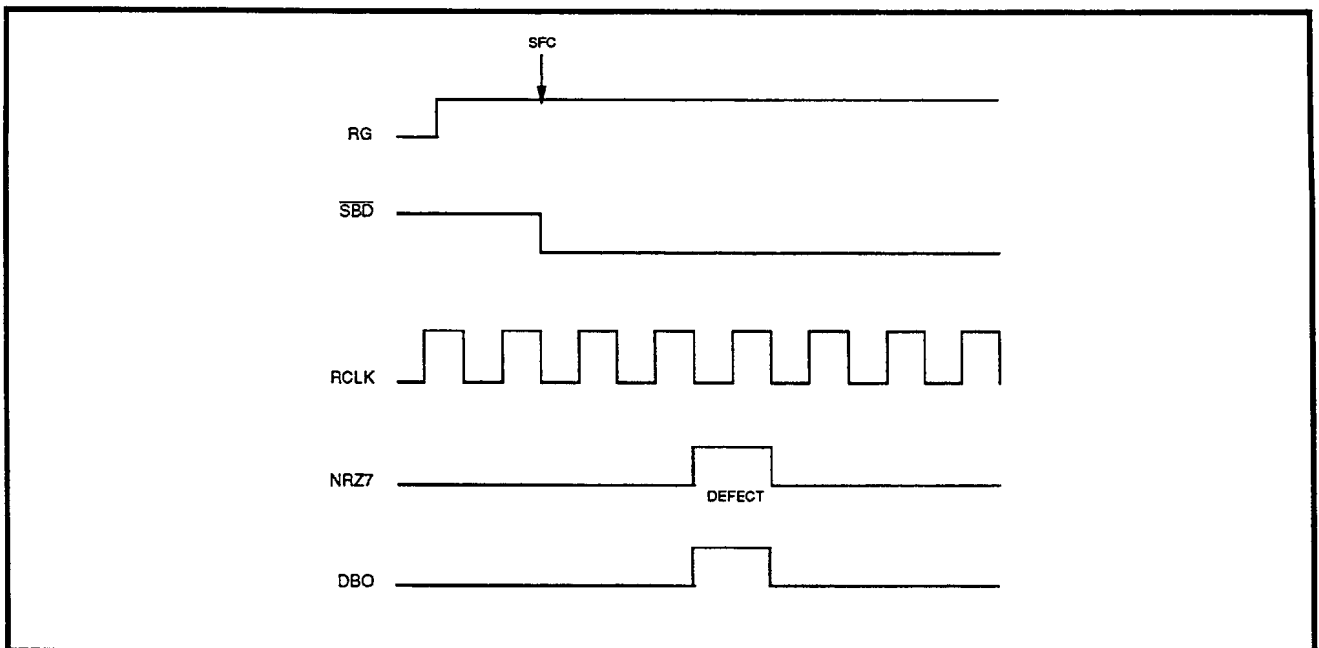 SFC
RG
SBD
RCLK
NRZ7
DEFECT
DBO